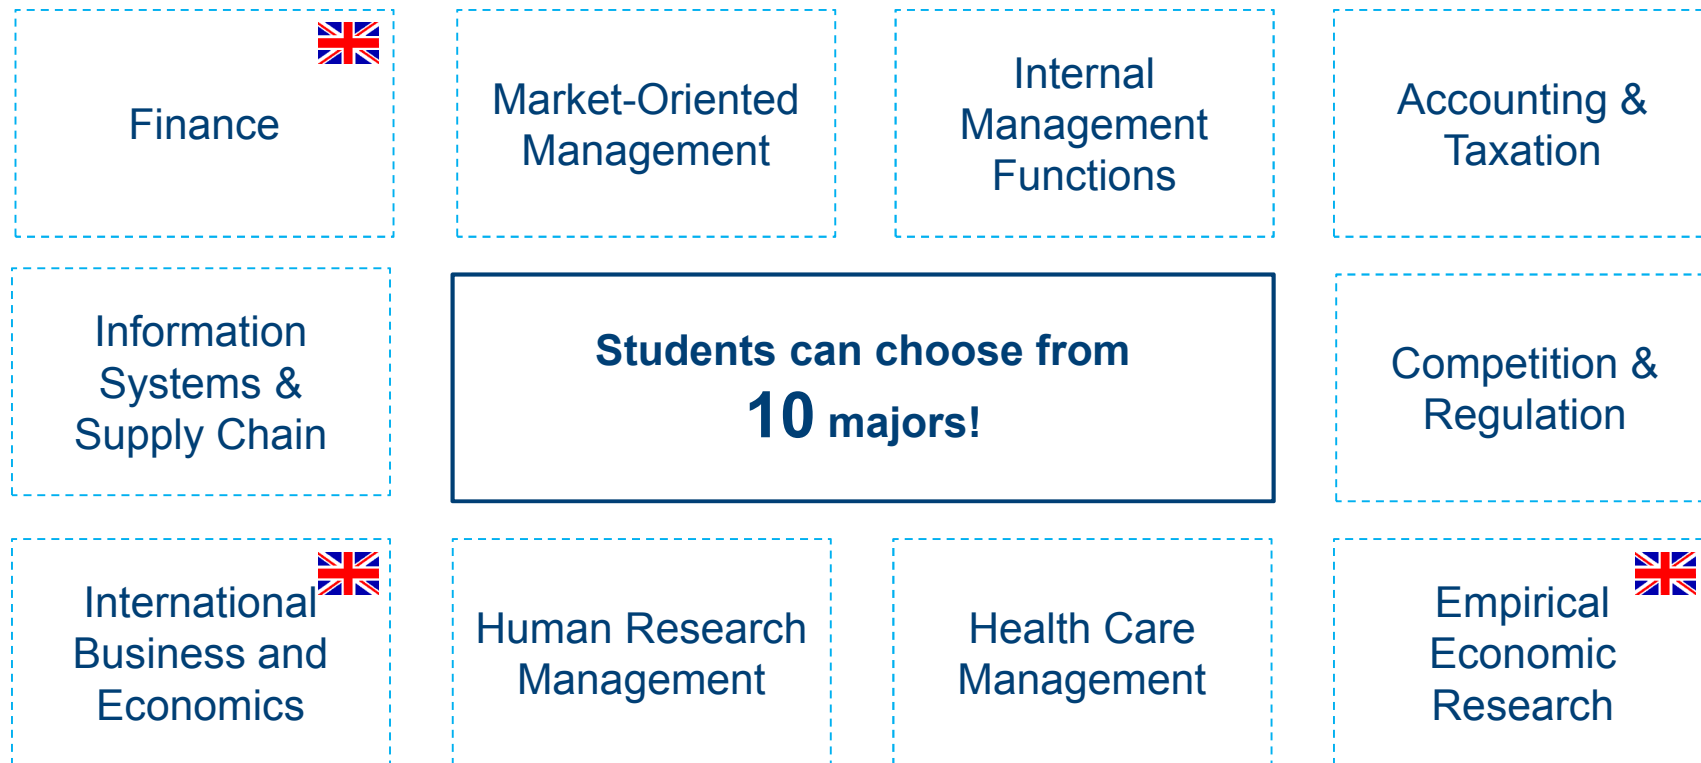 Finance
Market-Oriented
Management
Internal
Management
Functions
Accounting &
Taxation
Information
Systems &
Supply Chain
Students can choose from
10 majors!
Competition &
Regulation
International
Business and
Economics
Human Research
Management
Health Care
Management
Empirical
Economic
Research